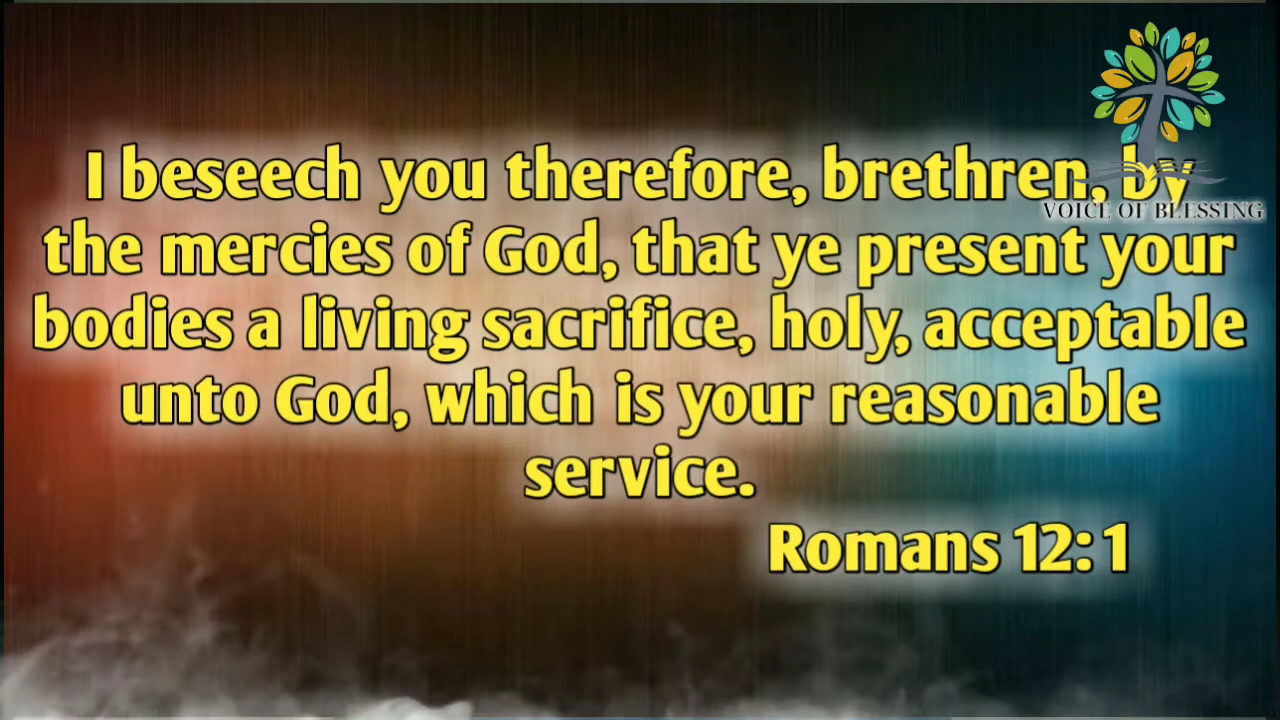 I beseech you therefore, brethren, by
VOICE OF BLESSING
the mercies of God, that ye present your
bodies a living sacrifice, holy, acceptable
unto God, which is your reasonable
service.
Romans 12:1